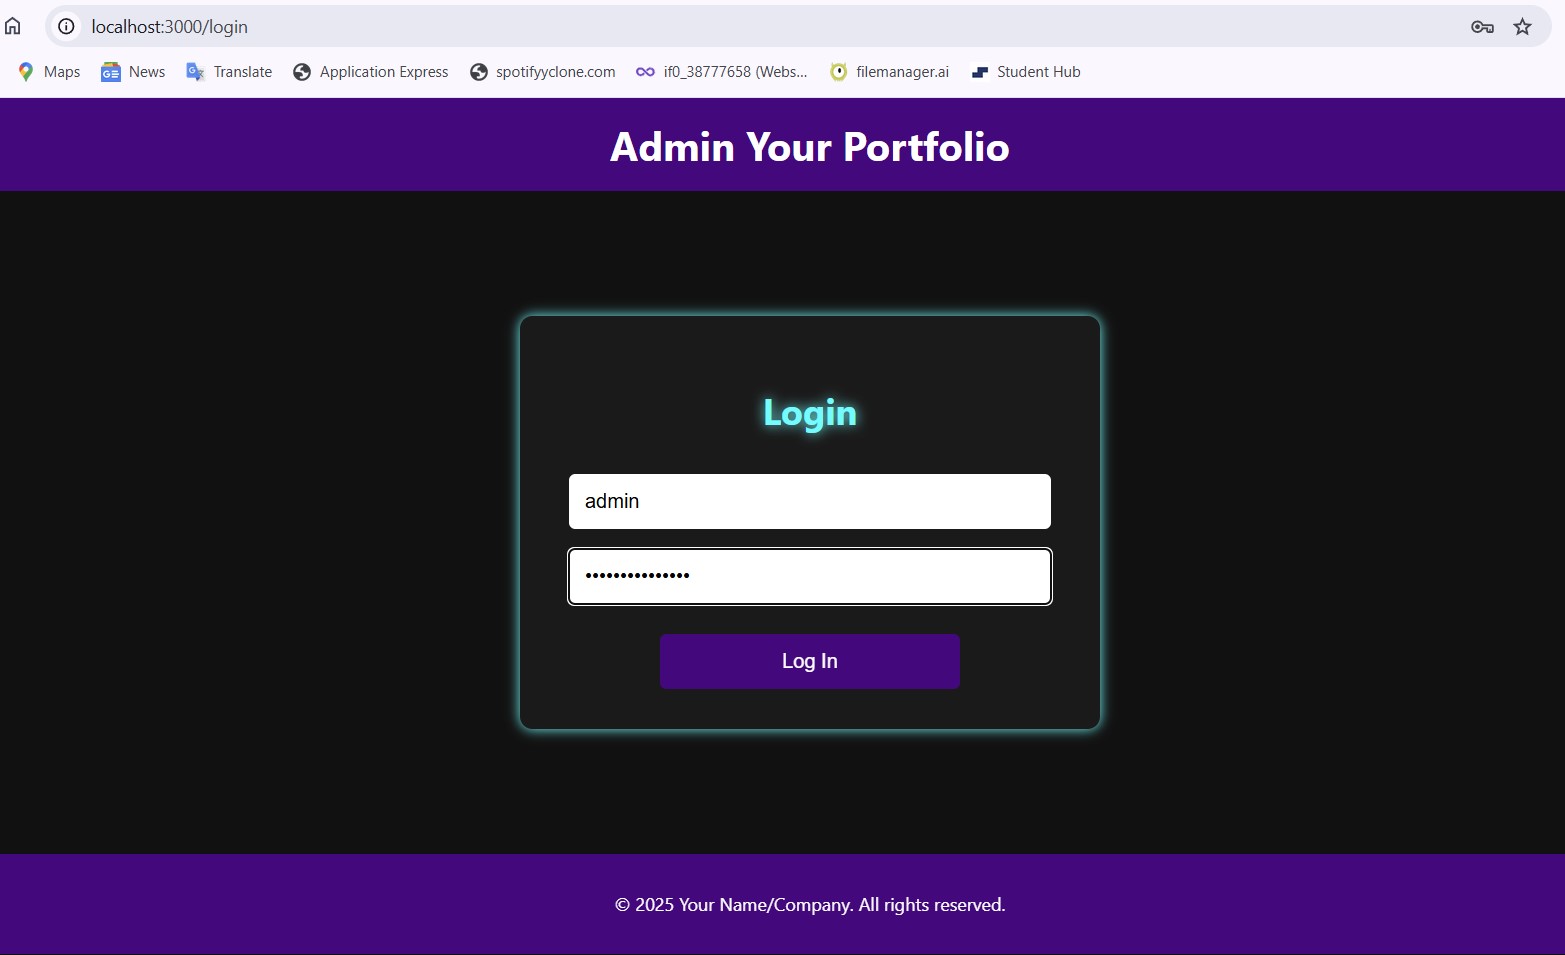 localhost:3000/login
Maps News Translate Application Express spotifyyclone.com if0_38777658 (Webs... filemanager.ai Student Hub
Admin Your Portfolio
Login
admin
•••••••••••••••
Log In
© 2025 Your Name/Company. All rights reserved.